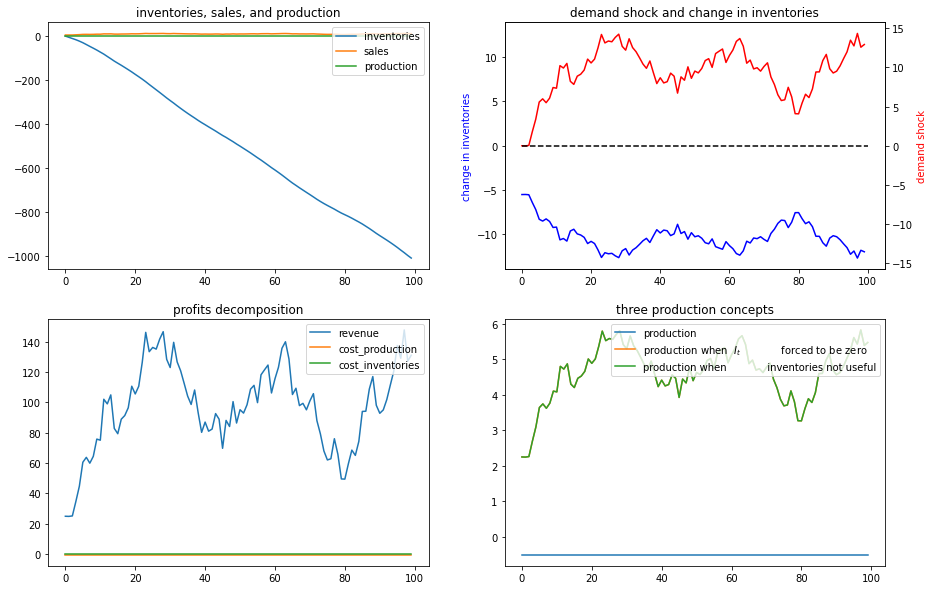 inventories, sales, and production
0
−200
−400
−600
−800
−1000
0 20 40 60 80 100
inventories
sales
production
demand shock and change in inventories
change in inventories
10
5
0
−5
−10
0 20 40 60 80 100
15
10
5
0
−5
−10
−15
demand shock
profits decomposition
140
120
100
80
60
40
20
0
0 20 40 60 80 100
revenue
cost_production
cost_inventories
three production concepts
6
5
4
3
2
1
0
0 20 40 60 80 100
production
production when I_t forced to be zero
production when inventories not useful